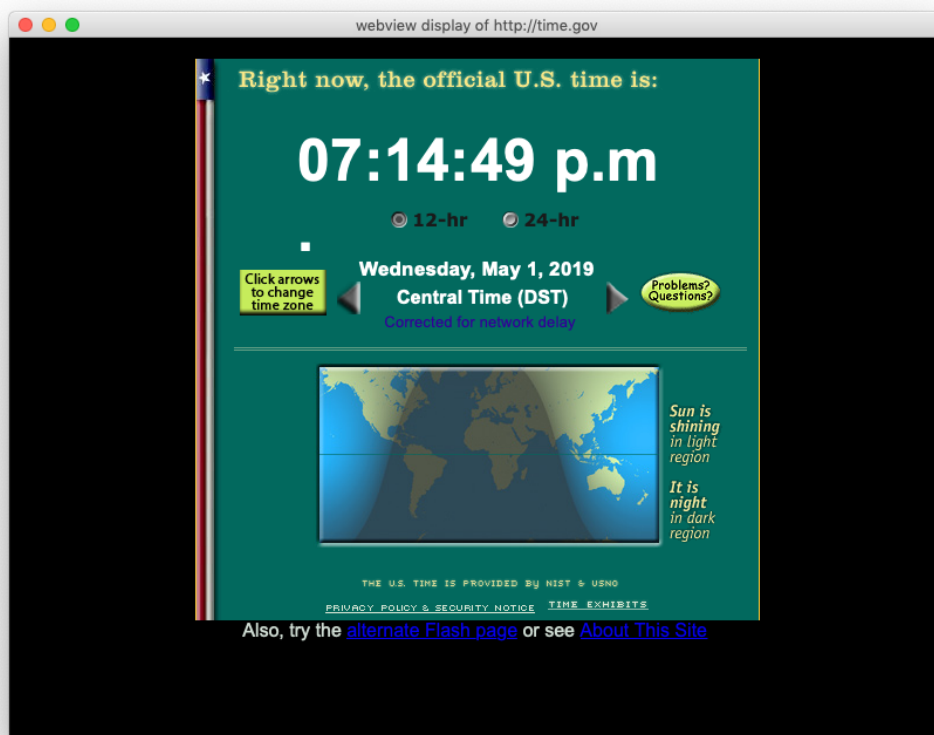 webview display of http://time.gov
Right now, the official U.S. time is:
07:14:49 p.m
12-hr 24-hr
Click arrows
to change
time zone
Wednesday, May 1, 2019
Central Time (DST)
Corrected for network delay
Problems?
Questions?
Sun is
shining
in light
region
It is
night
in dark
region
THE U.S. TIME IS PROVIDED By NIST & USNO
PRIVACY POLICY & SECURITY NOTICE TIME EXHIBITS
Also, try the alternate Flash page or see About This Site